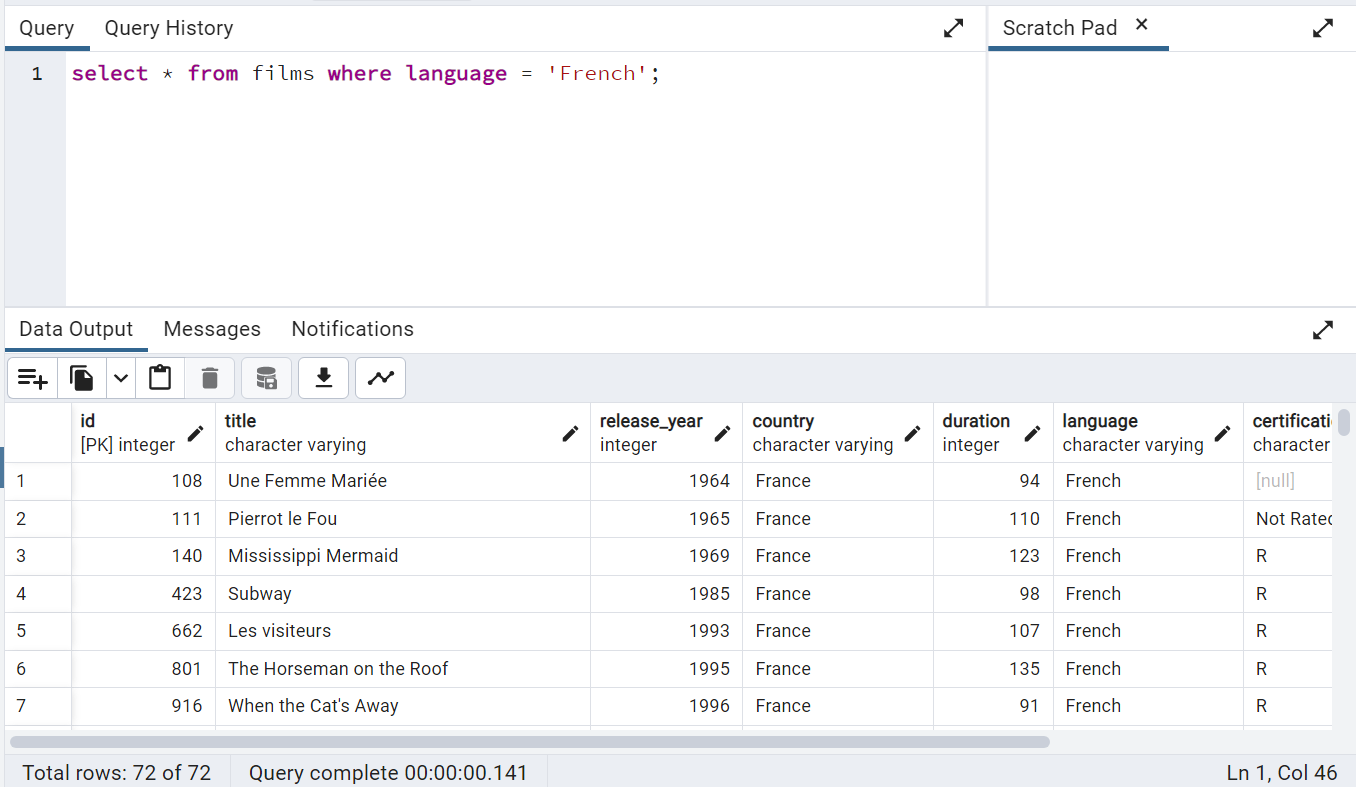 Query Query History Scratch Pad ×
1 select * from films where language = 'French';
Data Output Messages Notifications
id title release_year country duration language certificati
[PK] integer character varying integer character varying integer character varying character
1 108 Une Femme Mariée 1964 France 94 French [null]
2 111 Pierrot le Fou 1965 France 110 French Not Rated
3 140 Mississippi Mermaid 1969 France 123 French R
4 423 Subway 1985 France 98 French R
5 662 Les visiteurs 1993 France 107 French R
6 801 The Horseman on the Roof 1995 France 135 French R
7 916 When the Cat's Away 1996 France 91 French R
Total rows: 72 of 72 Query complete 00:00:00.141 Ln 1, Col 46